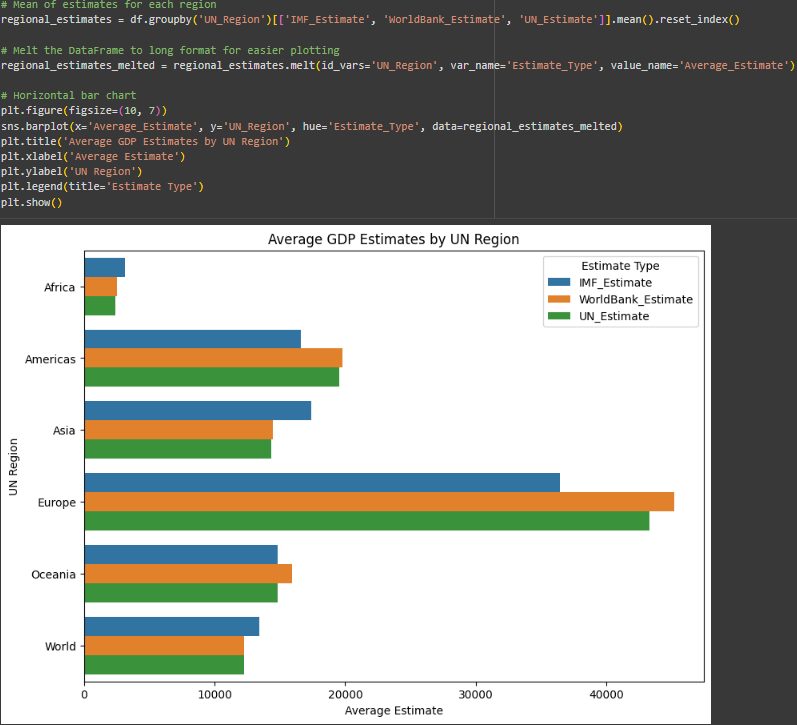 # Mean of estimates for each region
regional_estimates = df.groupby('UN_Region')[['IMF_Estimate', 'WorldBank_Estimate', 'UN_Estimate']].mean().reset_index()
# Melt the DataFrame to long format for easier plotting
regional_estimates_melted = regional_estimates.melt(id_vars='UN_Region', var_name='Estimate_Type', value_name='Average_Estimate')
# Horizontal bar chart
plt.figure(figsize=(10, 7))
sns.barplot(x='Average_Estimate', y='UN_Region', hue='Estimate_Type', data=regional_estimates_melted)
plt.title('Average GDP Estimates by UN Region')
plt.xlabel('Average Estimate')
plt.ylabel('UN Region')
plt.legend(title='Estimate Type')
plt.show()
Average GDP Estimates by UN Region
Estimate Type
IMF_Estimate
WorldBank_Estimate
UN_Estimate
UN Region
Africa
Americas
Asia
Europe
Oceania
World
0 10000 20000 30000 40000
Average Estimate